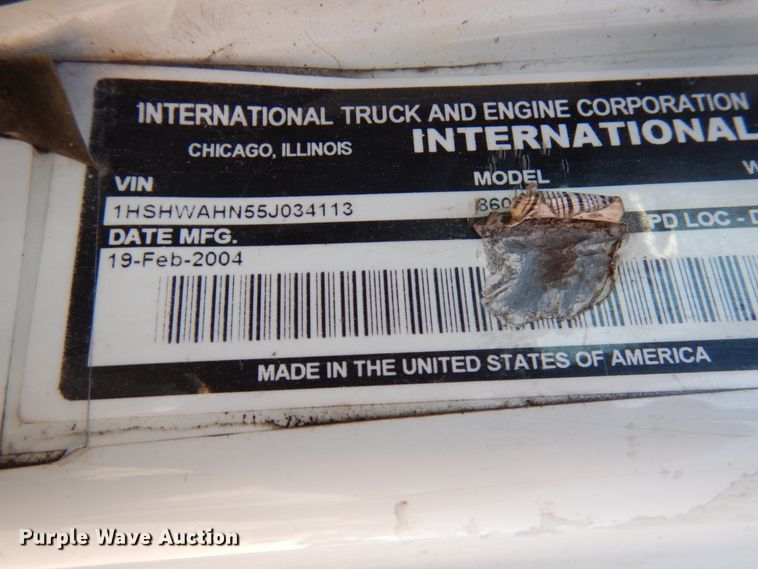 INTERNATIONAL TRUCK AND ENGINE CORPORATION
CHICAGO, ILLINOIS
INTERNATIONAL
VIN
MODEL
W
1HSHWAHN55J034113
860
DATE MFG.
PD LOC - D
19-Feb-2004
MADE IN THE UNITED STATES OF AMERICA
Purple Wave Auction